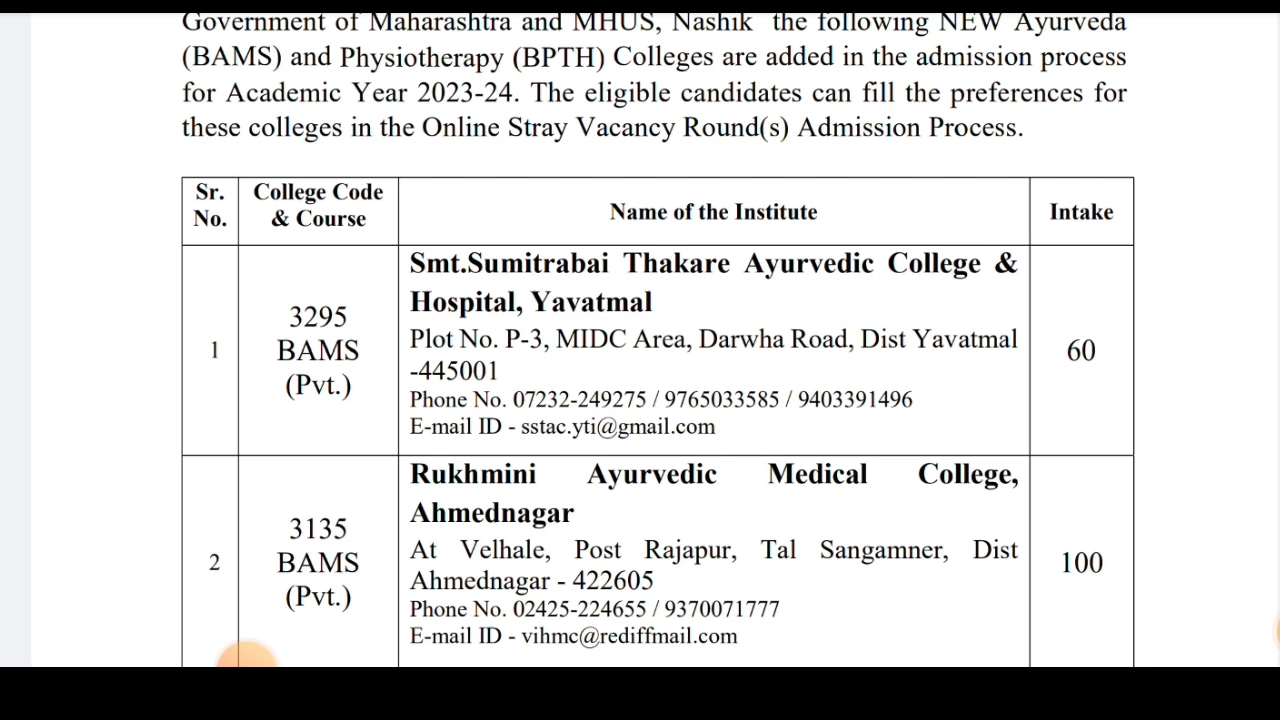 Government of Maharashtra and MHUS, Nashik the following NEW Ayurveda
(BAMS) and Physiotherapy (BPTH) Colleges are added in the admission process
for Academic Year 2023-24. The eligible candidates can fill the preferences for
these colleges in the Online Stray Vacancy Round(s) Admission Process.
Sr. No.
College Code & Course
Name of the Institute
Intake
1
3295
BAMS
(Pvt.)
Smt.Sumitrabai Thakare Ayurvedic College &
Hospital, Yavatmal
Plot No. P-3, MIDC Area, Darwha Road, Dist Yavatmal
-445001
Phone No. 07232-249275 / 9765033585 / 9403391496
E-mail ID - sstac.yti@gmail.com
60
2
3135
BAMS
(Pvt.)
Rukhmini Ayurvedic Medical College,
Ahmednagar
At Velhale, Post Rajapur, Tal Sangamner, Dist
Ahmednagar - 422605
Phone No. 02425-224655 / 9370071777
E-mail ID - vihmc@rediffmail.com
100